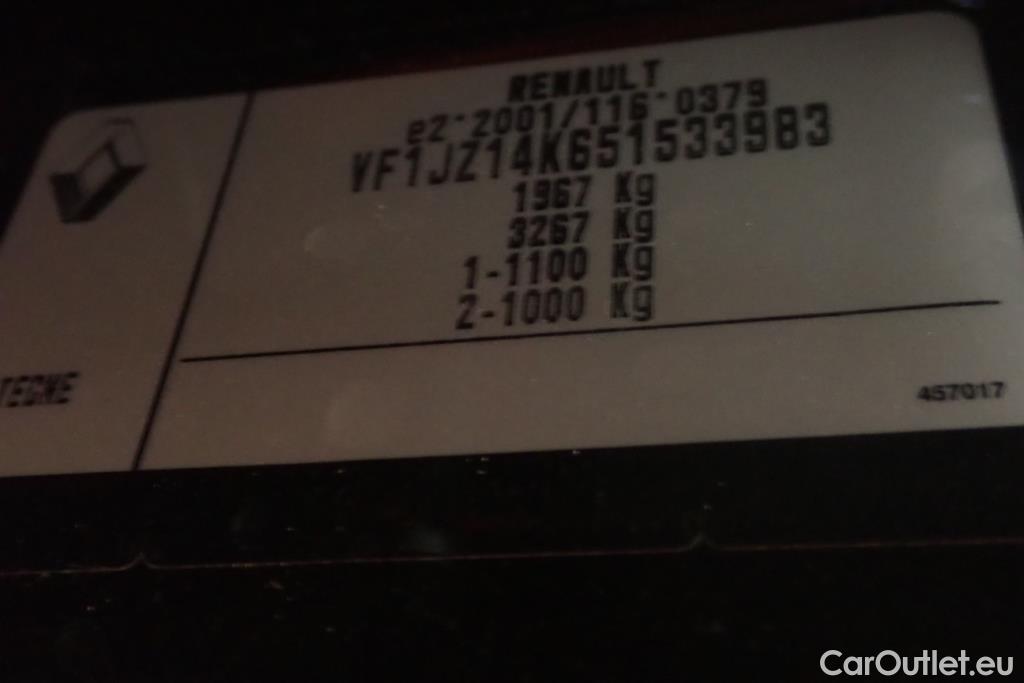 RENAULT
e2*2001/116*0379
VF1JZ14K651533983
1967 Kg
3267 Kg
1-1100 Kg
2-1000 Kg
TEGNE
457017
CarOutlet.eu